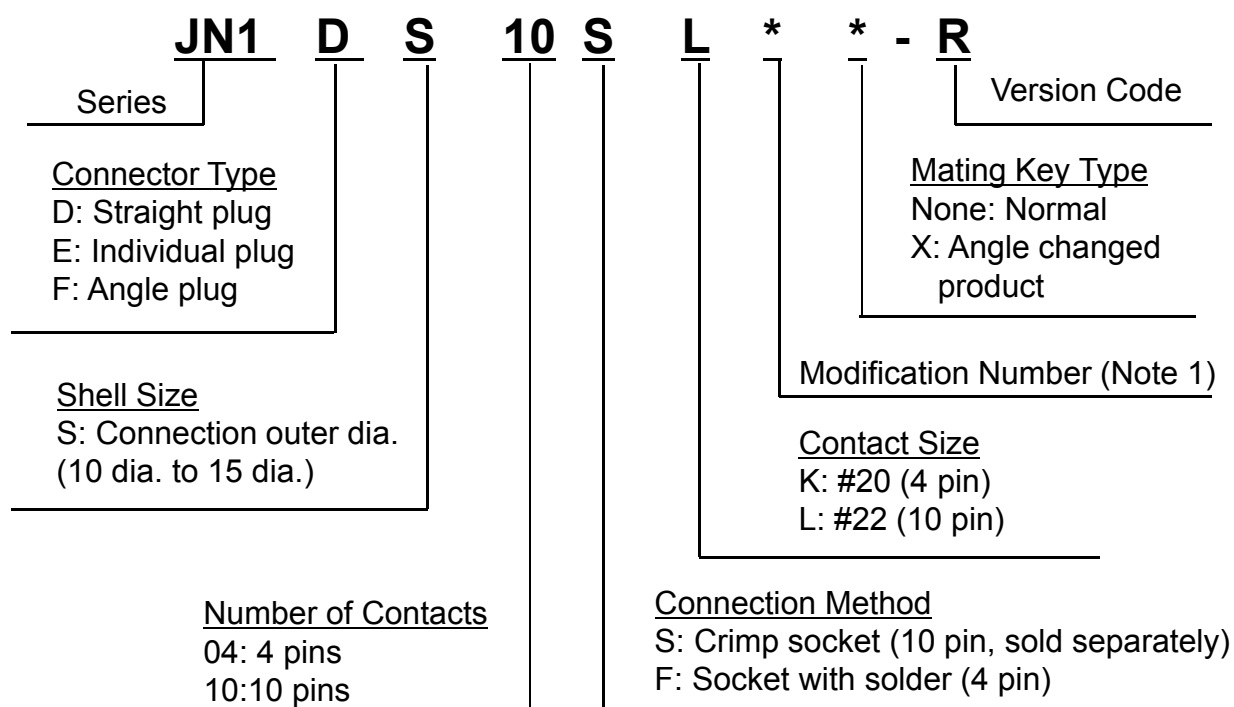 JN1 D S 10 S L * * - R
Series
Version Code
Connector Type
D: Straight plug
E: Individual plug
F: Angle plug
Mating Key Type
None: Normal
X: Angle changed
product
Shell Size
S: Connection outer dia.
(10 dia. to 15 dia.)
Modification Number (Note 1)
Contact Size
K: #20 (4 pin)
L: #22 (10 pin)
Number of Contacts
04: 4 pins
10:10 pins
Connection Method
S: Crimp socket (10 pin, sold separately)
F: Socket with solder (4 pin)